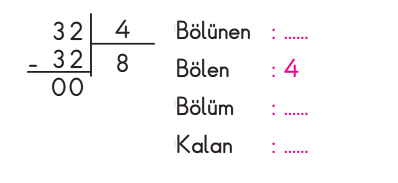 32 4
- 32 8
00
Bölünen : ......
Bölen : 4
Bölüm : ......
Kalan : ......